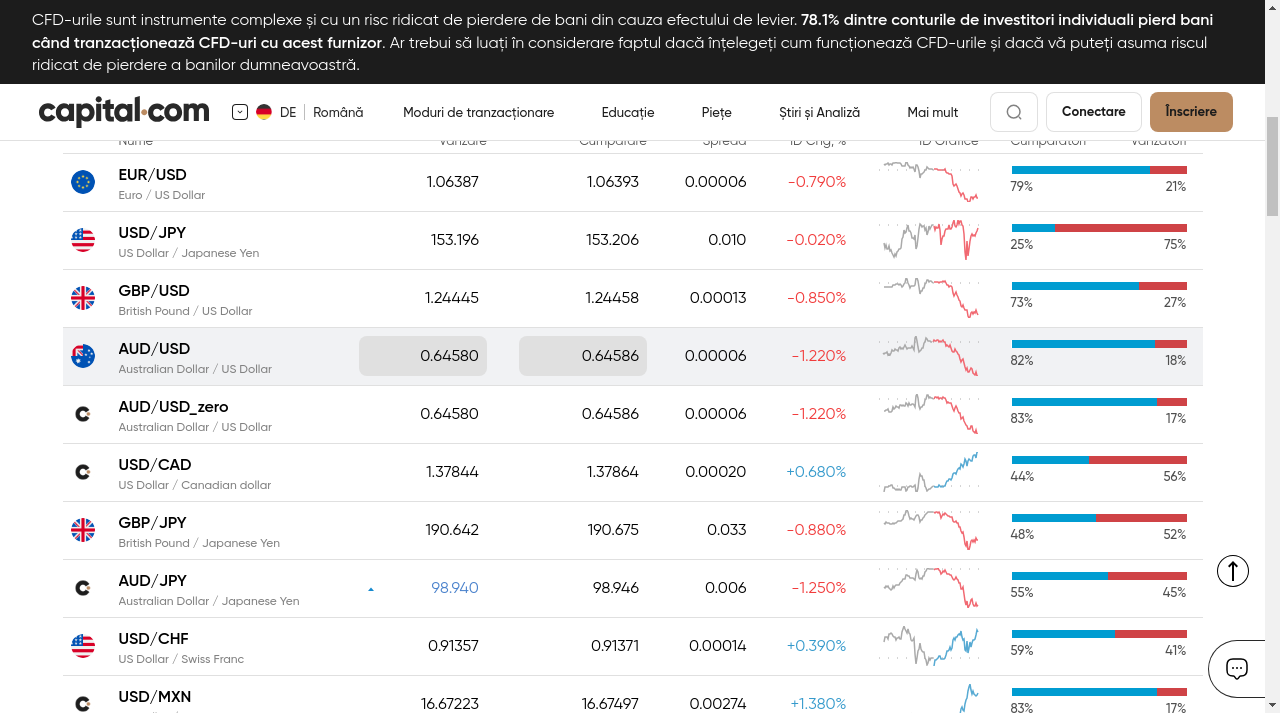 CFD-urile sunt instrumente complexe și cu un risc ridicat de pierdere de bani din cauza efectului de levier. 78.1% dintre conturile de investitori individuali pierd bani
când tranzacționează CFD-uri cu acest furnizor. Ar trebui să luați în considerare faptul dacă înțelegeți cum funcționează CFD-urile și dacă vă puteți asuma riscul
ridicat de pierdere a banilor dumneavoastră.
capital.com DE Română Moduri de tranzacționare Educație Piețe Știri și Analiză Mai mult Conectare Înscriere
Name Vânzare Cumpărare Spread 1D Chg, % 1D Grafice Cumpărători Vânzători
EUR/USD 1.06387 1.06393 0.00006 -0.790%
Euro / US Dollar 79% 21%
USD/JPY 153.196 153.206 0.010 -0.020%
US Dollar / Japanese Yen 25% 75%
GBP/USD 1.24445 1.24458 0.00013 -0.850%
British Pound / US Dollar 73% 27%
AUD/USD 0.64580 0.64586 0.00006 -1.220%
Australian Dollar / US Dollar 82% 18%
AUD/USD_zero 0.64580 0.64586 0.00006 -1.220%
Australian Dollar / US Dollar 83% 17%
USD/CAD 1.37844 1.37864 0.00020 +0.680%
US Dollar / Canadian dollar 44% 56%
GBP/JPY 190.642 190.675 0.033 -0.880%
British Pound / Japanese Yen 48% 52%
AUD/JPY 98.940 98.946 0.006 -1.250%
Australian Dollar / Japanese Yen 55% 45%
USD/CHF 0.91357 0.91371 0.00014 +0.390%
US Dollar / Swiss Franc 59% 41%
USD/MXN 16.67223 16.67497 0.00274 +1.380%
83% 17%